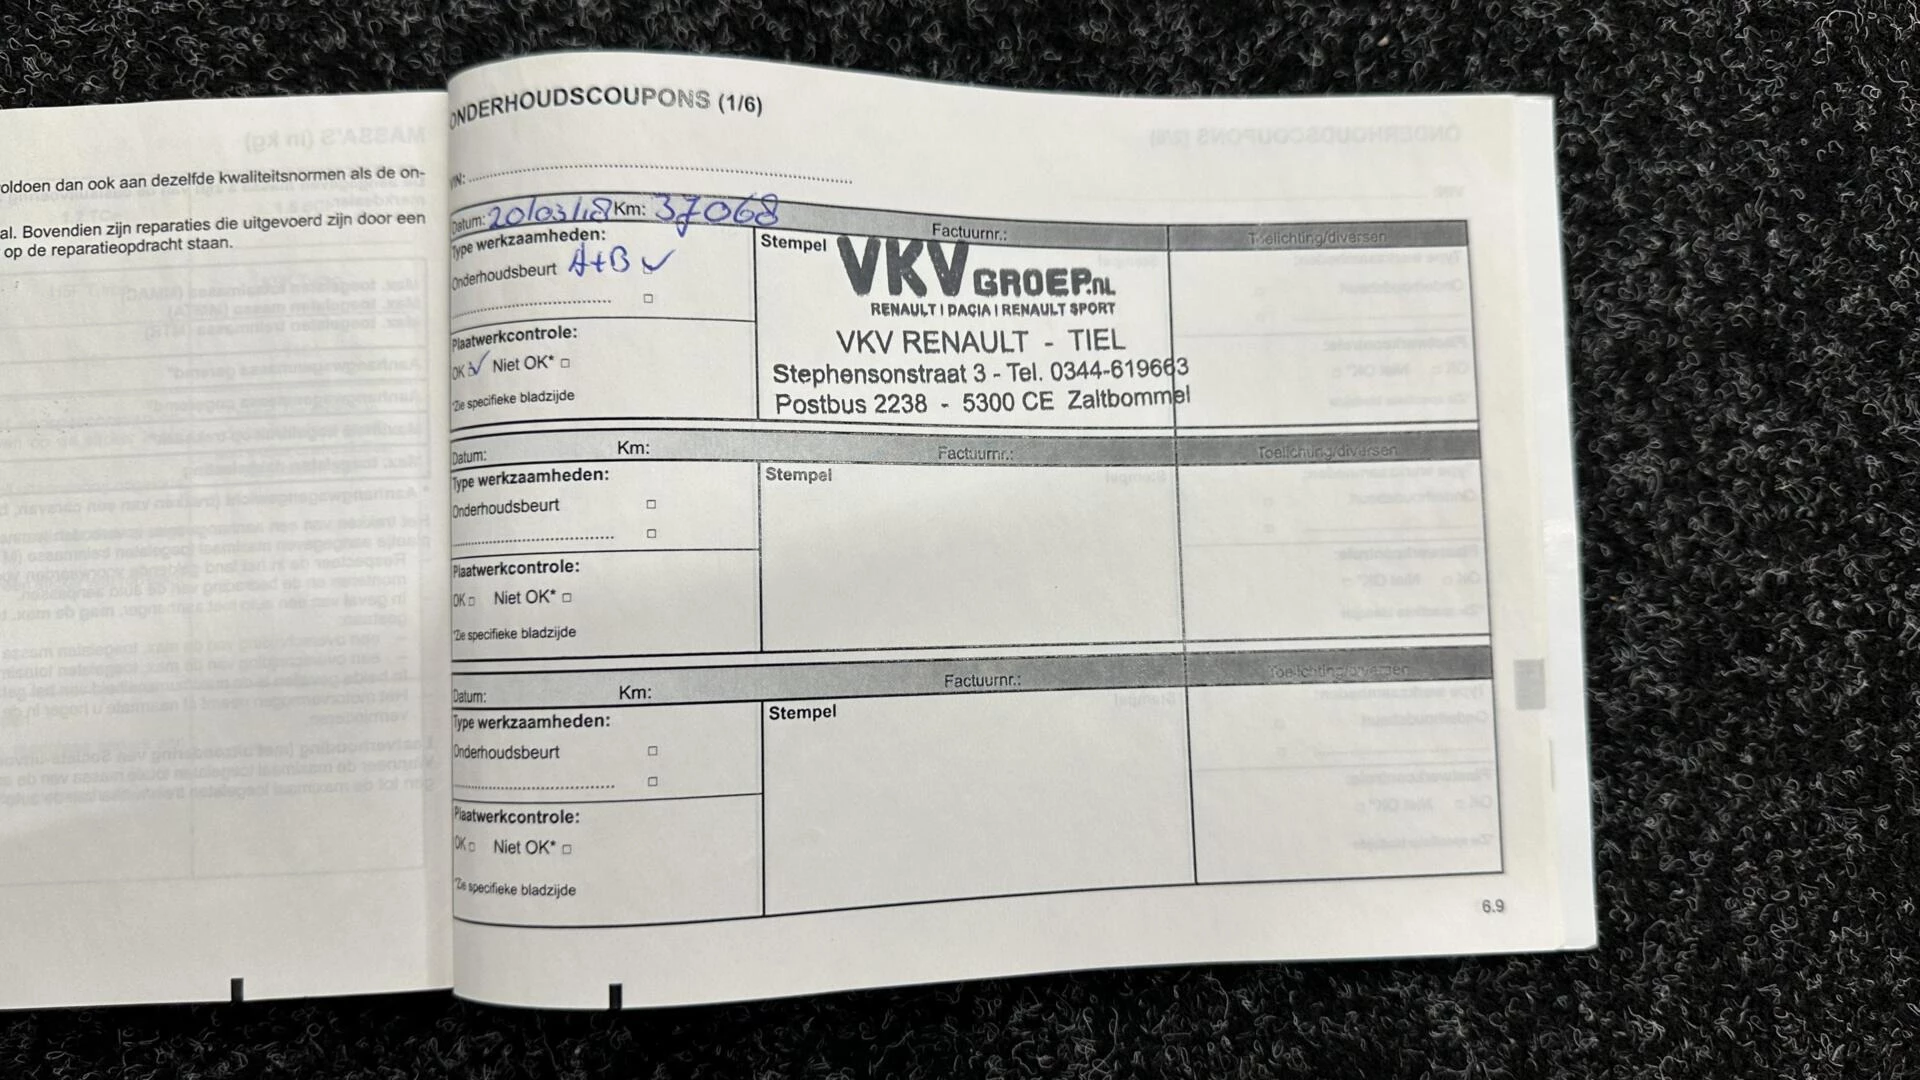 oldoen dan ook aan dezelfde kwaliteitsnormen als de on-
al. Bovendien zijn reparaties die uitgevoerd zijn door een
op de reparatieopdracht staan.
ONDERHOUDSCOUPONS (1/6)
VIN:
Datum: 20/03/18 Km: 37068 Factuurnr.: Toelichting/diversen
Type werkzaamheden:
Onderhoudsbeurt A+B
Plaatwerkcontrole:
OK Niet OK*
*Zie specifieke bladzijde
Stempel
VKV GROEP.NL
RENAULT | DACIA | RENAULT SPORT
VKV RENAULT - TIEL
Stephensonstraat 3 - Tel. 0344-619663
Postbus 2238 - 5300 CE Zaltbommel
Datum: Km: Factuurnr.: Toelichting/diversen
Type werkzaamheden:
Onderhoudsbeurt
Plaatwerkcontrole:
OK Niet OK*
*Zie specifieke bladzijde
Stempel
Datum: Km: Factuurnr.: Toelichting/diversen
Type werkzaamheden:
Onderhoudsbeurt
Plaatwerkcontrole:
OK Niet OK*
*Zie specifieke bladzijde
Stempel
6.9